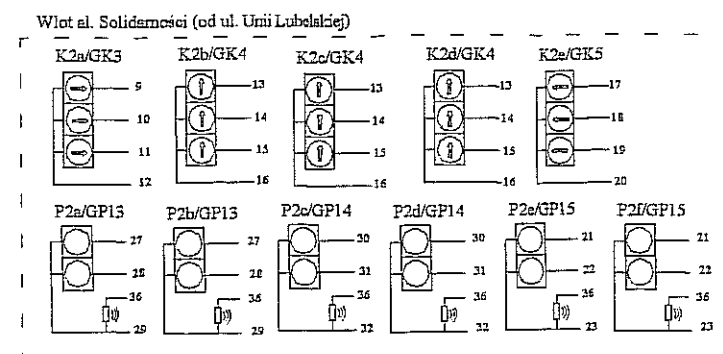 Wlot al. Solidarności (od ul. Unii Lubelskiej)
K2a/GK3 K2b/GK4 K2c/GK4 K2d/GK4 K2e/GK5
9 13 13 13 17
10 14 14 14 18
11 15 15 15 19
12 16 16 16 20
P2a/GP13 P2b/GP13 P2c/GP14 P2d/GP14 P2e/GP15 P2f/GP15
27 27 30 30 21 21
28 28 31 31 22 22
36 36 36 36 36 36
29 29 32 32 23 23